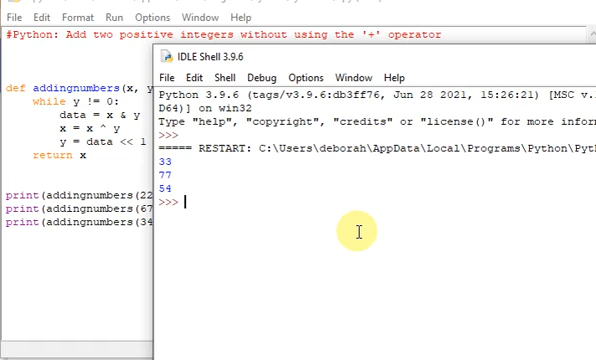 File Edit Format Run Options Window Help
#Python: Add two positive integers without using the '+' operator
def addingnumbers(x,
while y != 0:
data = x & y
x = x ^ y
y = data << 1
return x
print(addingnumbers(22
print(addingnumbers(67
print(addingnumbers(34
IDLE Shell 3.9.6
File Edit Shell Debug Options Window Help
Python 3.9.6 (tags/v3.9.6:db3ff76, Jun 28 2021, 15:26:21) [MSC v.
D64)] on win32
Type "help", "copyright", "credits" or "license()" for more infor
>>>
===== RESTART: C:\Users\deborah\AppData\Local\Programs\Python\Pyt
33
77
54
>>>